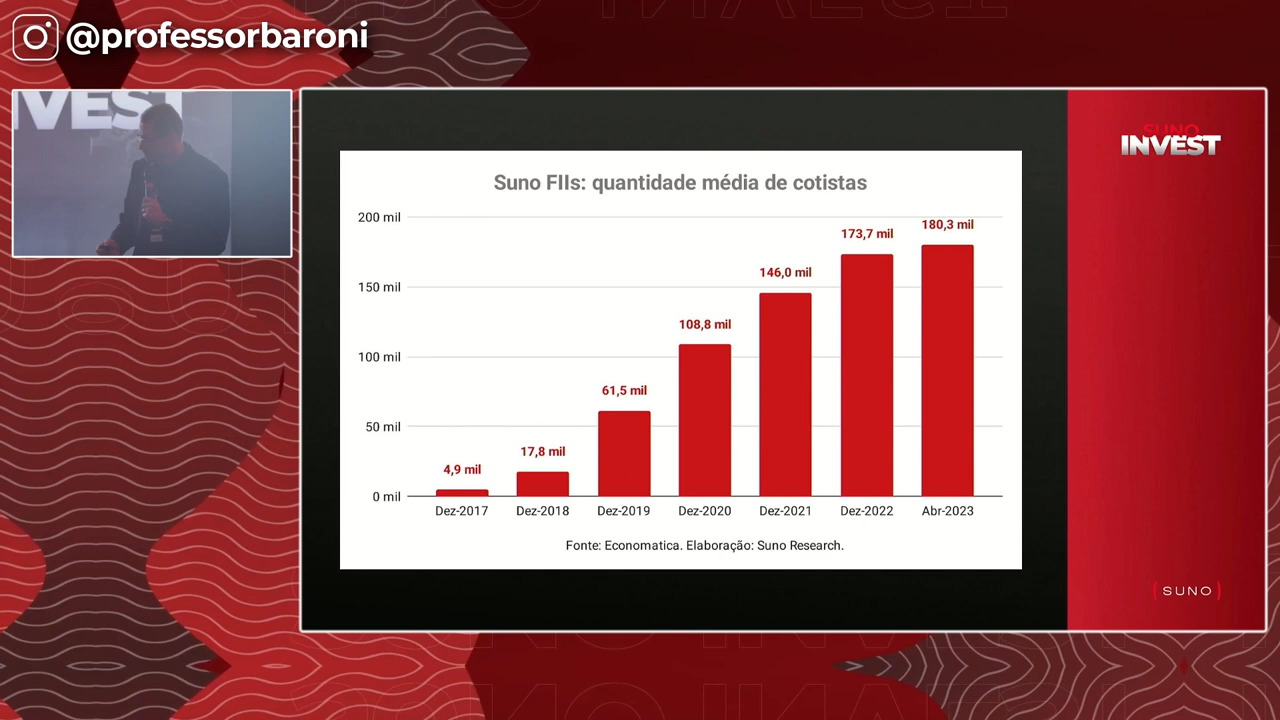 @professorbaroni
NVEST
SUNO
INVEST
Suno FIIs: quantidade média de cotistas
200 mil
150 mil
100 mil
50 mil
0 mil
4,9 mil
17,8 mil
61,5 mil
108,8 mil
146,0 mil
173,7 mil
180,3 mil
Dez-2017
Dez-2018
Dez-2019
Dez-2020
Dez-2021
Dez-2022
Abr-2023
Fonte: Economatica. Elaboração: Suno Research.
(SUNO)